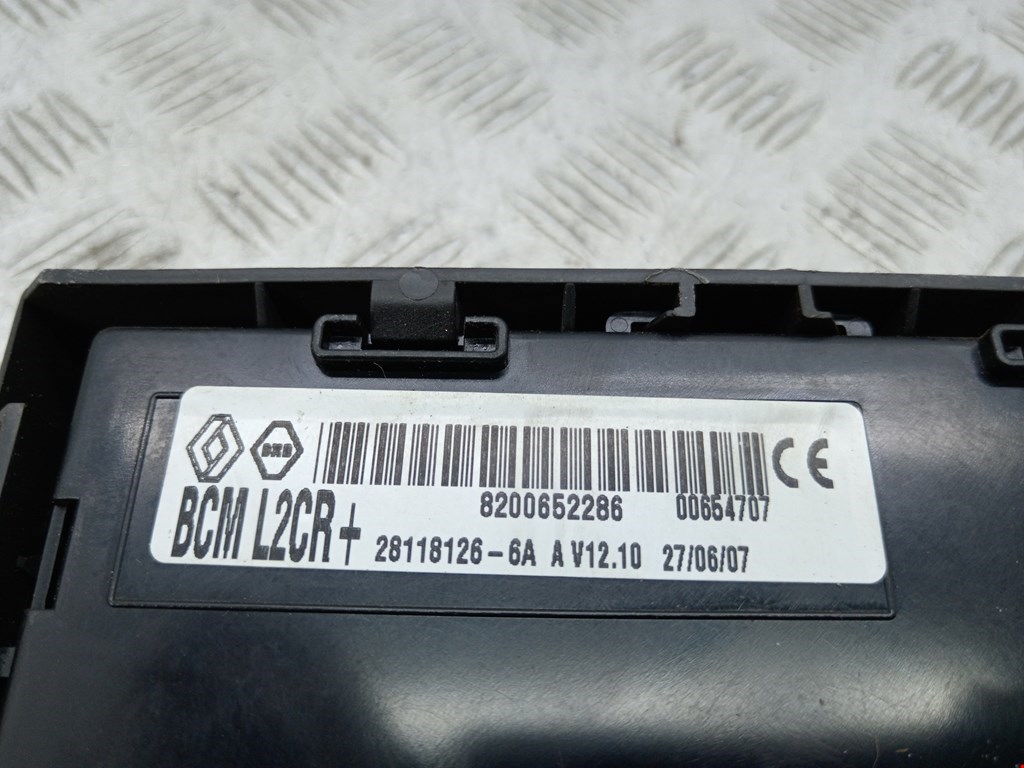 8200652286 00654707 CE
BCM L2CR+ 28118126-6A A V12.10 27/06/07